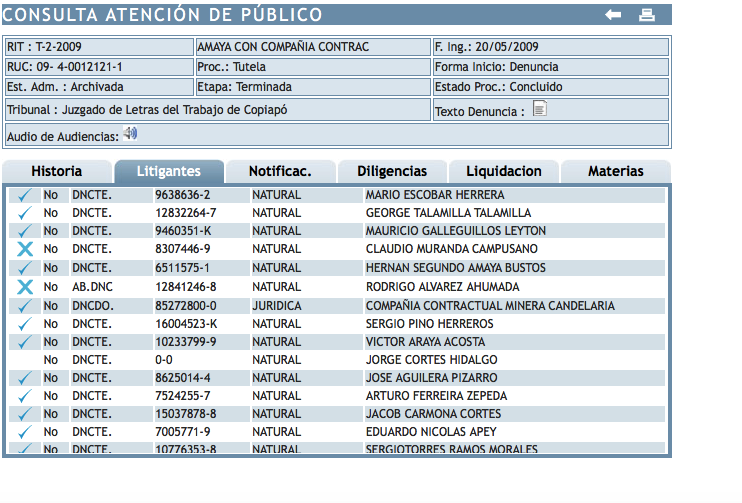 CONSULTA ATENCIÓN DE PÚBLICO
RIT : T-2-2009 AMAYA CON COMPAÑIA CONTRAC F. Ing.: 20/05/2009
RUC: 09- 4-0012121-1 Proc.: Tutela Forma Inicio: Denuncia
Est. Adm. : Archivada Etapa: Terminada Estado Proc.: Concluido
Tribunal : Juzgado de Letras del Trabajo de Copiapó Texto Denuncia :
Audio de Audiencias:
Historia Litigantes Notificac. Diligencias Liquidacion Materias
No DNCTE. 9638636-2 NATURAL MARIO ESCOBAR HERRERA
No DNCTE. 12832264-7 NATURAL GEORGE TALAMILLA TALAMILLA
No DNCTE. 9460351-K NATURAL MAURICIO GALLEGUILLOS LEYTON
No DNCTE. 8307446-9 NATURAL CLAUDIO MURANDA CAMPUSANO
No DNCTE. 6511575-1 NATURAL HERNAN SEGUNDO AMAYA BUSTOS
No AB.DNC 12841246-8 NATURAL RODRIGO ALVAREZ AHUMADA
No DNCDO. 85272800-0 JURIDICA COMPAÑIA CONTRACTUAL MINERA CANDELARIA
No DNCTE. 16004523-K NATURAL SERGIO PINO HERREROS
No DNCTE. 10233799-9 NATURAL VICTOR ARAYA ACOSTA
No DNCTE. 0-0 NATURAL JORGE CORTES HIDALGO
No DNCTE. 8625014-4 NATURAL JOSE AGUILERA PIZARRO
No DNCTE. 7524255-7 NATURAL ARTURO FERREIRA ZEPEDA
No DNCTE. 15037878-8 NATURAL JACOB CARMONA CORTES
No DNCTE. 7005771-9 NATURAL EDUARDO NICOLAS APEY
No DNCTE. 10776353-8 NATURAL SERGIOTORRES RAMOS MORALES